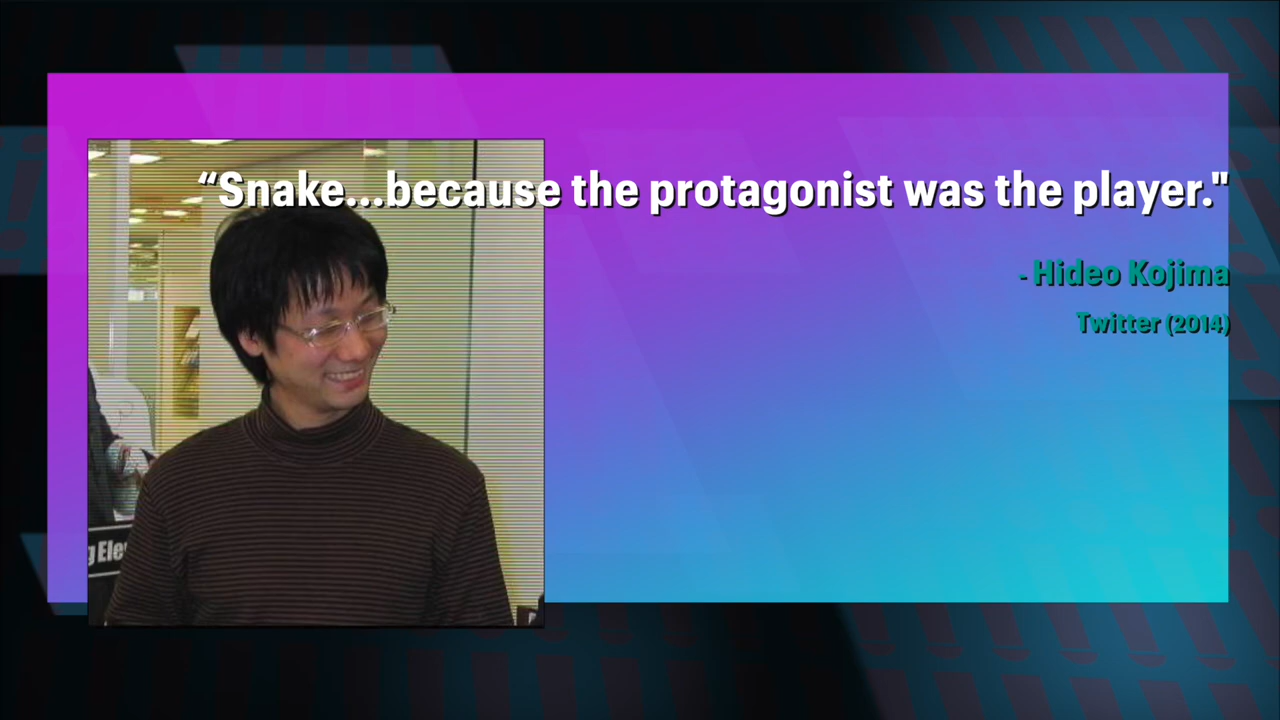 “Snake...because the protagonist was the player."
- Hideo Kojima
Twitter (2014)